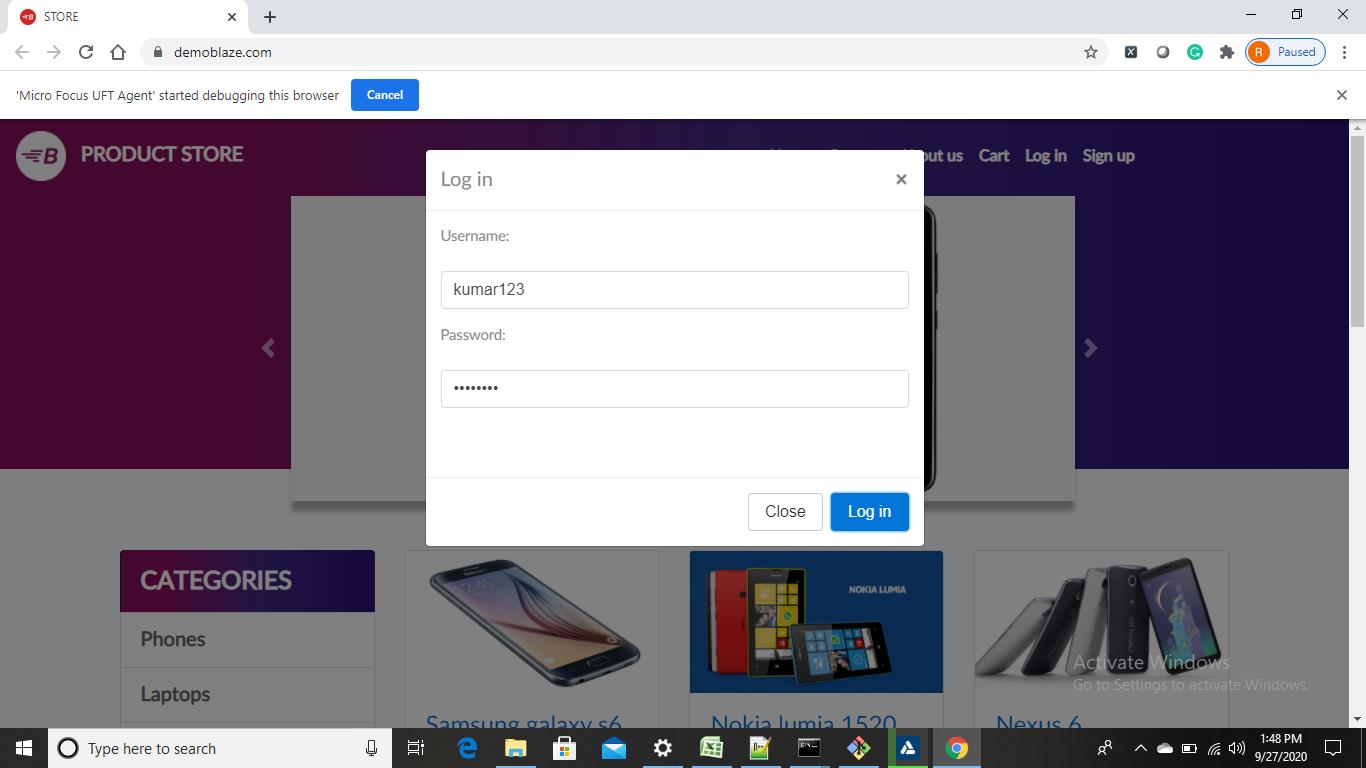 STORE
demoblaze.com
R Paused
'Micro Focus UFT Agent' started debugging this browser Cancel
B PRODUCT STORE
out us Cart Log in Sign up
Log in
Username:
kumar123
Password:
••••••••
Close Log in
CATEGORIES
Phones
Laptops
NOKIA LUMIA
Samsung galaxy s6
Nokia lumia 1520
Nexus 6
Activate Windows
Go to Settings to activate Windows.
Type here to search
1:48 PM
9/27/2020